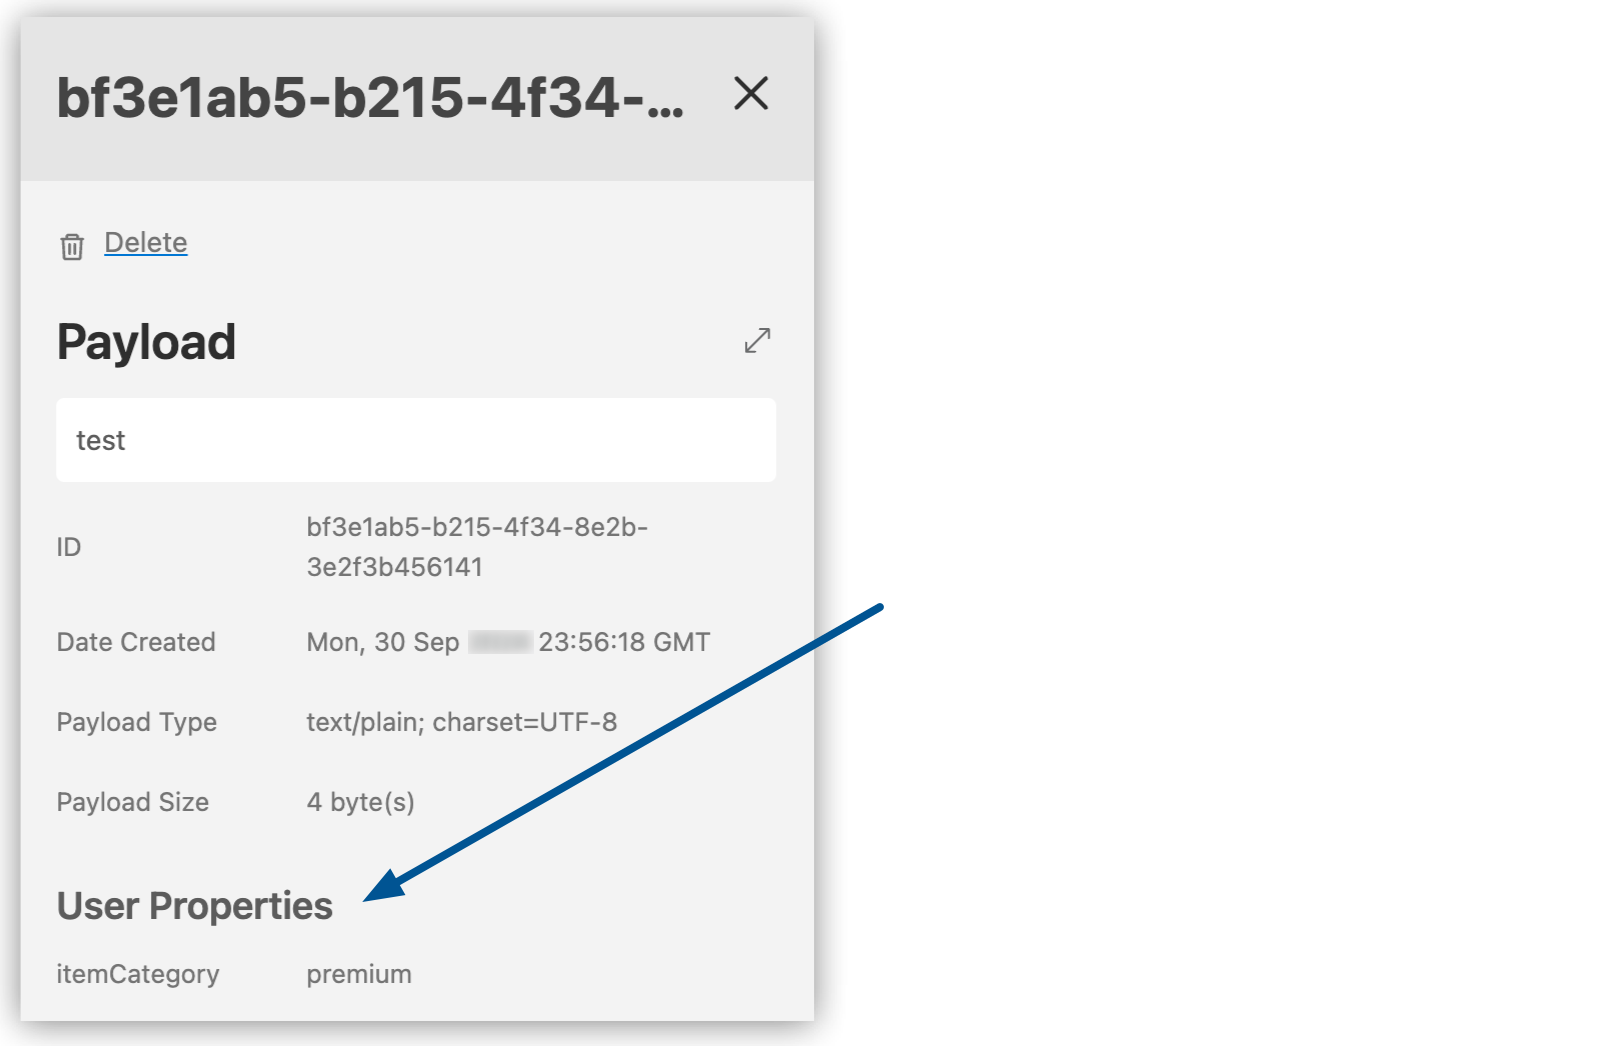 bf3e1ab5-b215-4f34-...
Delete
Payload
test
ID
bf3e1ab5-b215-4f34-8e2b-
3e2f3b456141
Date Created
Mon, 30 Sep 23:56:18 GMT
Payload Type
text/plain; charset=UTF-8
Payload Size
4 byte(s)
User Properties
itemCategory
premium